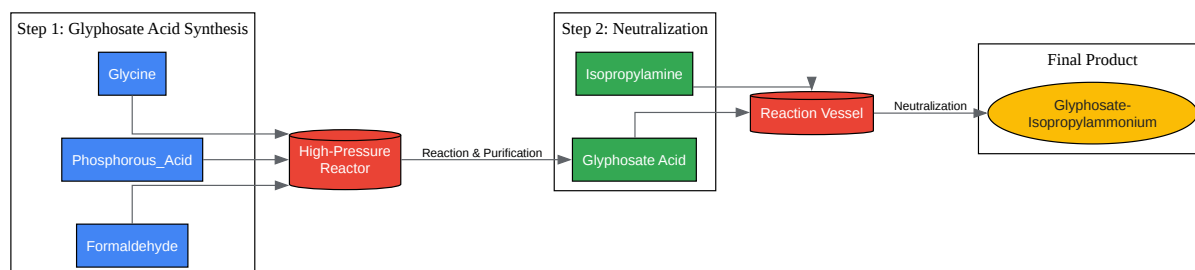 Step 1: Glyphosate Acid Synthesis
Glycine
Phosphorous_Acid
Formaldehyde
High-Pressure
Reactor
Reaction & Purification
Step 2: Neutralization
Isopropylamine
Glyphosate Acid
Reaction Vessel
Neutralization
Final Product
Glyphosate-
Isopropylammonium